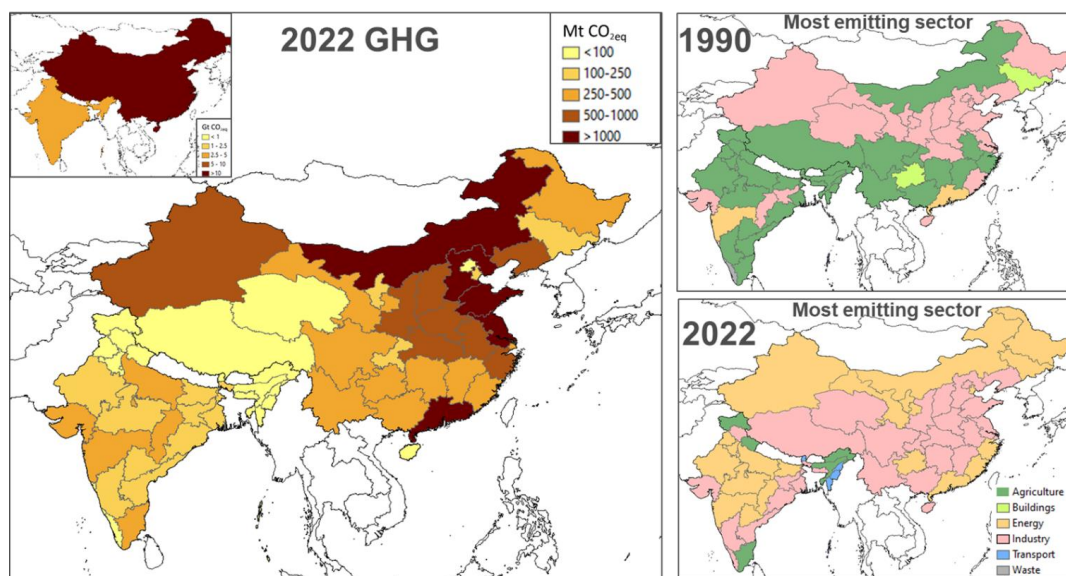 2022 GHG
Mt CO2eq
<100
100-250
250-500
500-1000
>1000
Gt CO2eq
< 1
1 - 2.5
2.5 - 5
5 - 10
>10
Most emitting sector
1990
Most emitting sector
2022
Agriculture
Buildings
Energy
Industry
Transport
Waste